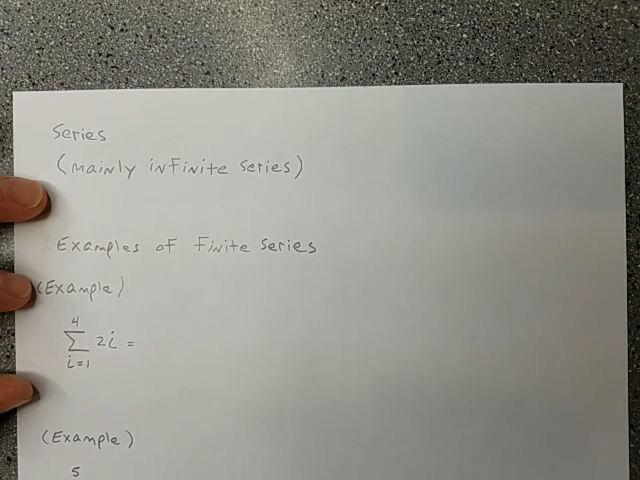 Series
(mainly infinite series)
Examples of finite series
(Example)
4
∑ 2i =
i=1
(Example)
5